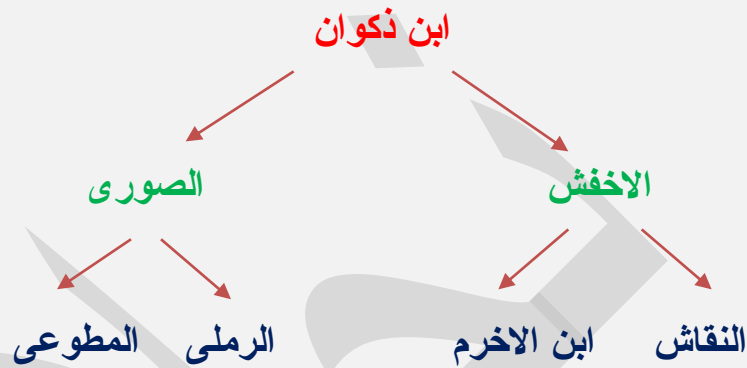 ابن ذكوان
الاخفش الصورى
النقاش ابن الاخرم الرملى المطوعى